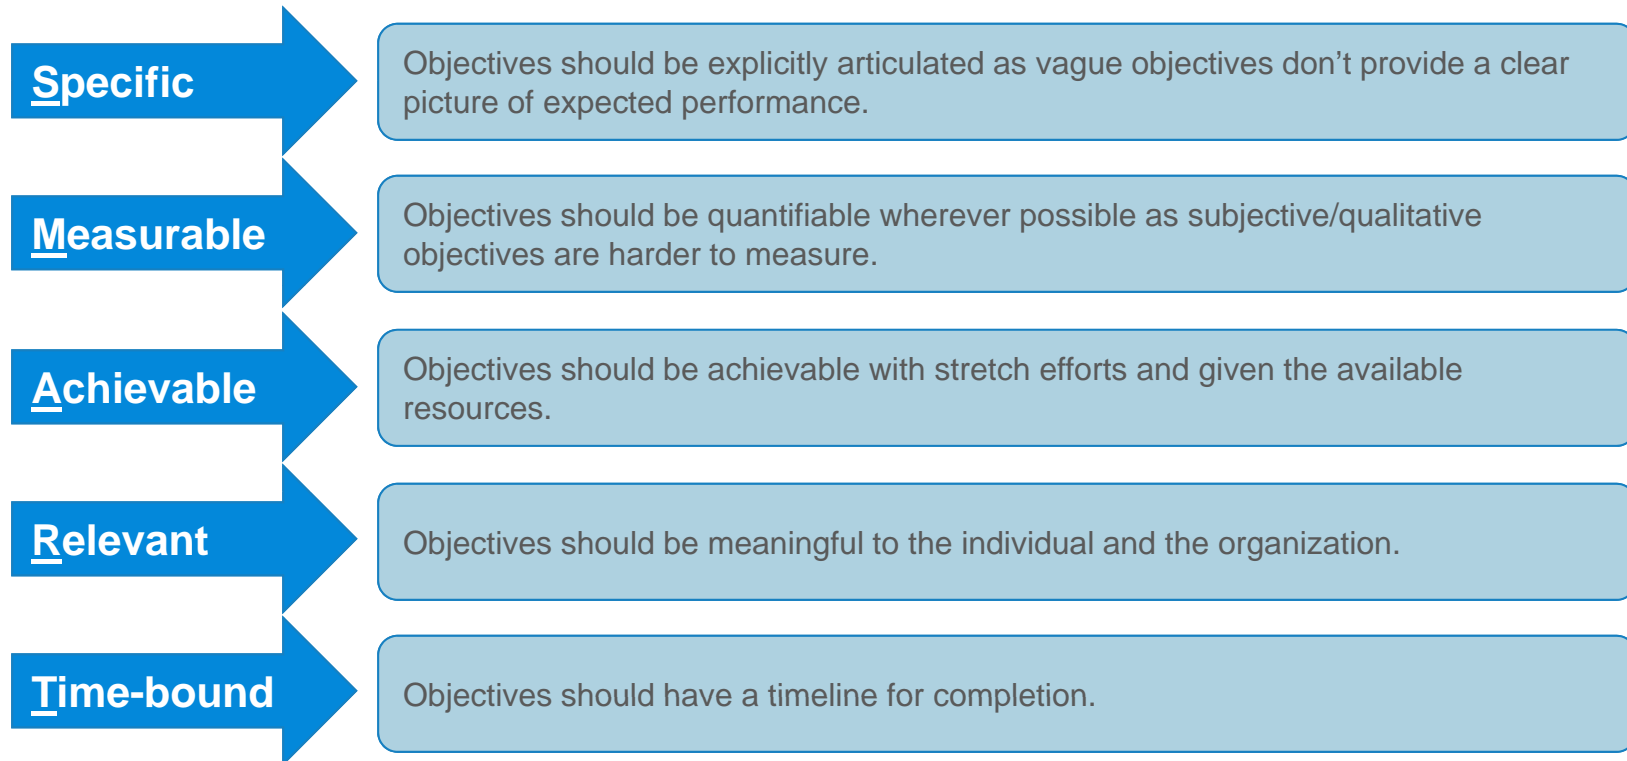 Specific
Objectives should be explicitly articulated as vague objectives don’t provide a clear
picture of expected performance.
Measurable
Objectives should be quantifiable wherever possible as subjective/qualitative
objectives are harder to measure.
Achievable
Objectives should be achievable with stretch efforts and given the available
resources.
Relevant
Objectives should be meaningful to the individual and the organization.
Time-bound
Objectives should have a timeline for completion.